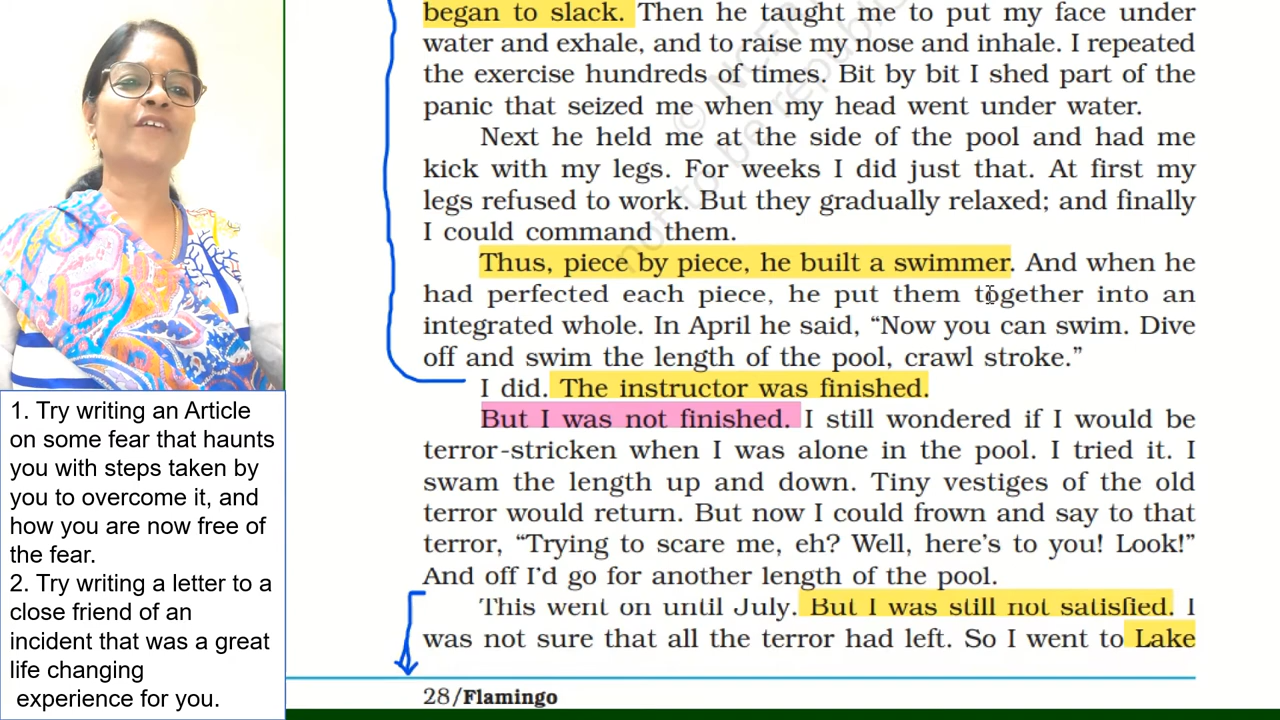 began to slack. Then he taught me to put my face under
water and exhale, and to raise my nose and inhale. I repeated
the exercise hundreds of times. Bit by bit I shed part of the
panic that seized me when my head went under water.
Next he held me at the side of the pool and had me
kick with my legs. For weeks I did just that. At first my
legs refused to work. But they gradually relaxed; and finally
I could command them.
Thus, piece by piece, he built a swimmer. And when he
had perfected each piece, he put them together into an
integrated whole. In April he said, “Now you can swim. Dive
off and swim the length of the pool, crawl stroke.”
I did. The instructor was finished.
But I was not finished. I still wondered if I would be
terror-stricken when I was alone in the pool. I tried it. I
swam the length up and down. Tiny vestiges of the old
terror would return. But now I could frown and say to that
terror, “Trying to scare me, eh? Well, here’s to you! Look!”
And off I’d go for another length of the pool.
This went on until July. But I was still not satisfied. I
was not sure that all the terror had left. So I went to Lake
28/Flamingo
1. Try writing an Article
on some fear that haunts
you with steps taken by
you to overcome it, and
how you are now free of
the fear.
2. Try writing a letter to a
close friend of an
incident that was a great
life changing
experience for you.
© NCERT
not to be republi